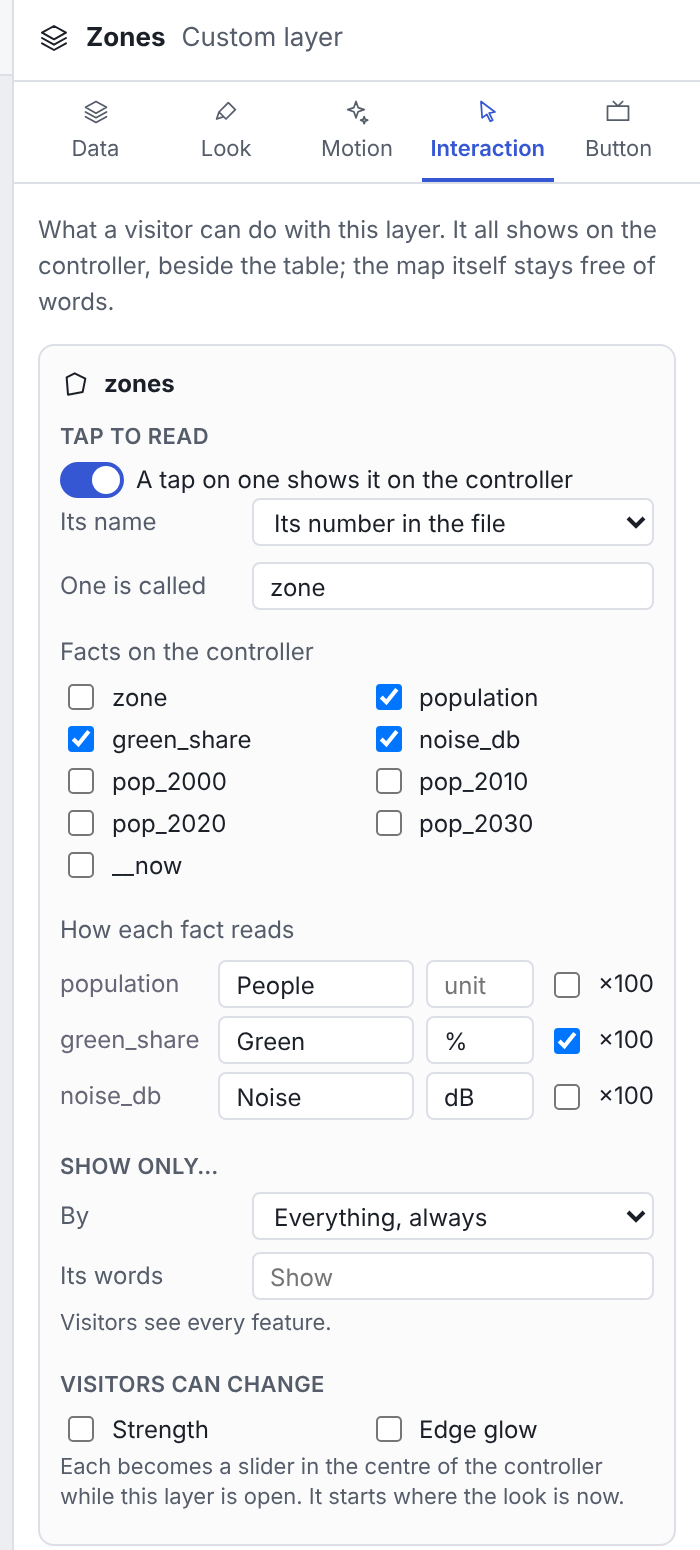 Zones Custom layer
Data Look Motion Interaction Button
What a visitor can do with this layer. It all shows on the
controller, beside the table; the map itself stays free of
words.
zones
TAP TO READ
A tap on one shows it on the controller
Its name Its number in the file
One is called zone
Facts on the controller
zone population
green_share noise_db
pop_2000 pop_2010
pop_2020 pop_2030
__now
How each fact reads
population People unit ×100
green_share Green % ×100
noise_db Noise dB ×100
SHOW ONLY...
By Everything, always
Its words Show
Visitors see every feature.
VISITORS CAN CHANGE
Strength Edge glow
Each becomes a slider in the centre of the controller
while this layer is open. It starts where the look is now.